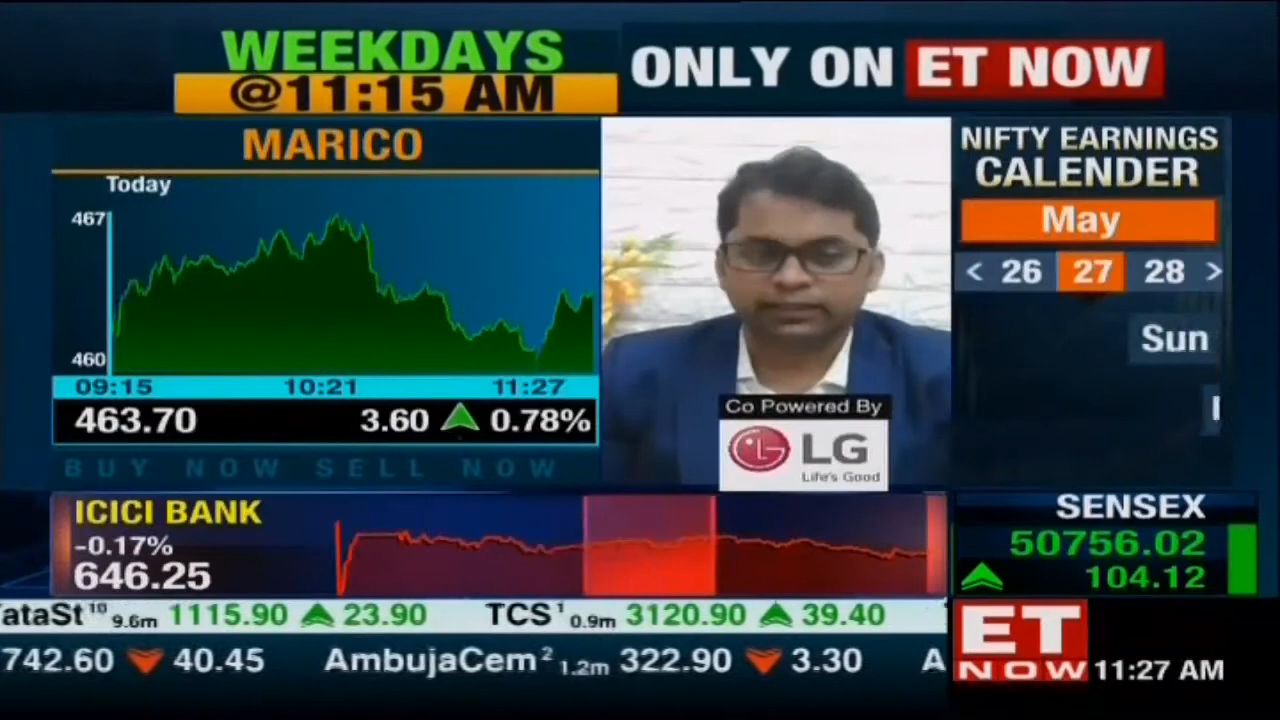 WEEKDAYS
@11:15 AM
ONLY ON ET NOW
MARICO
Today
467
460
09:15 10:21 11:27
463.70 3.60 0.78%
BUY NOW SELL NOW
Co Powered By
LG
Life's Good
NIFTY EARNINGS
CALENDER
May
< 26 27 28 >
Sun
ICICI BANK
-0.17%
646.25
SENSEX
50756.02
104.12
ataSt 10 9.6m 1115.90 23.90 TCS 1 0.9m 3120.90 39.40
742.60 40.45 AmbujaCem 2 1.2m 322.90 3.30 A
ET
NOW
11:27 AM